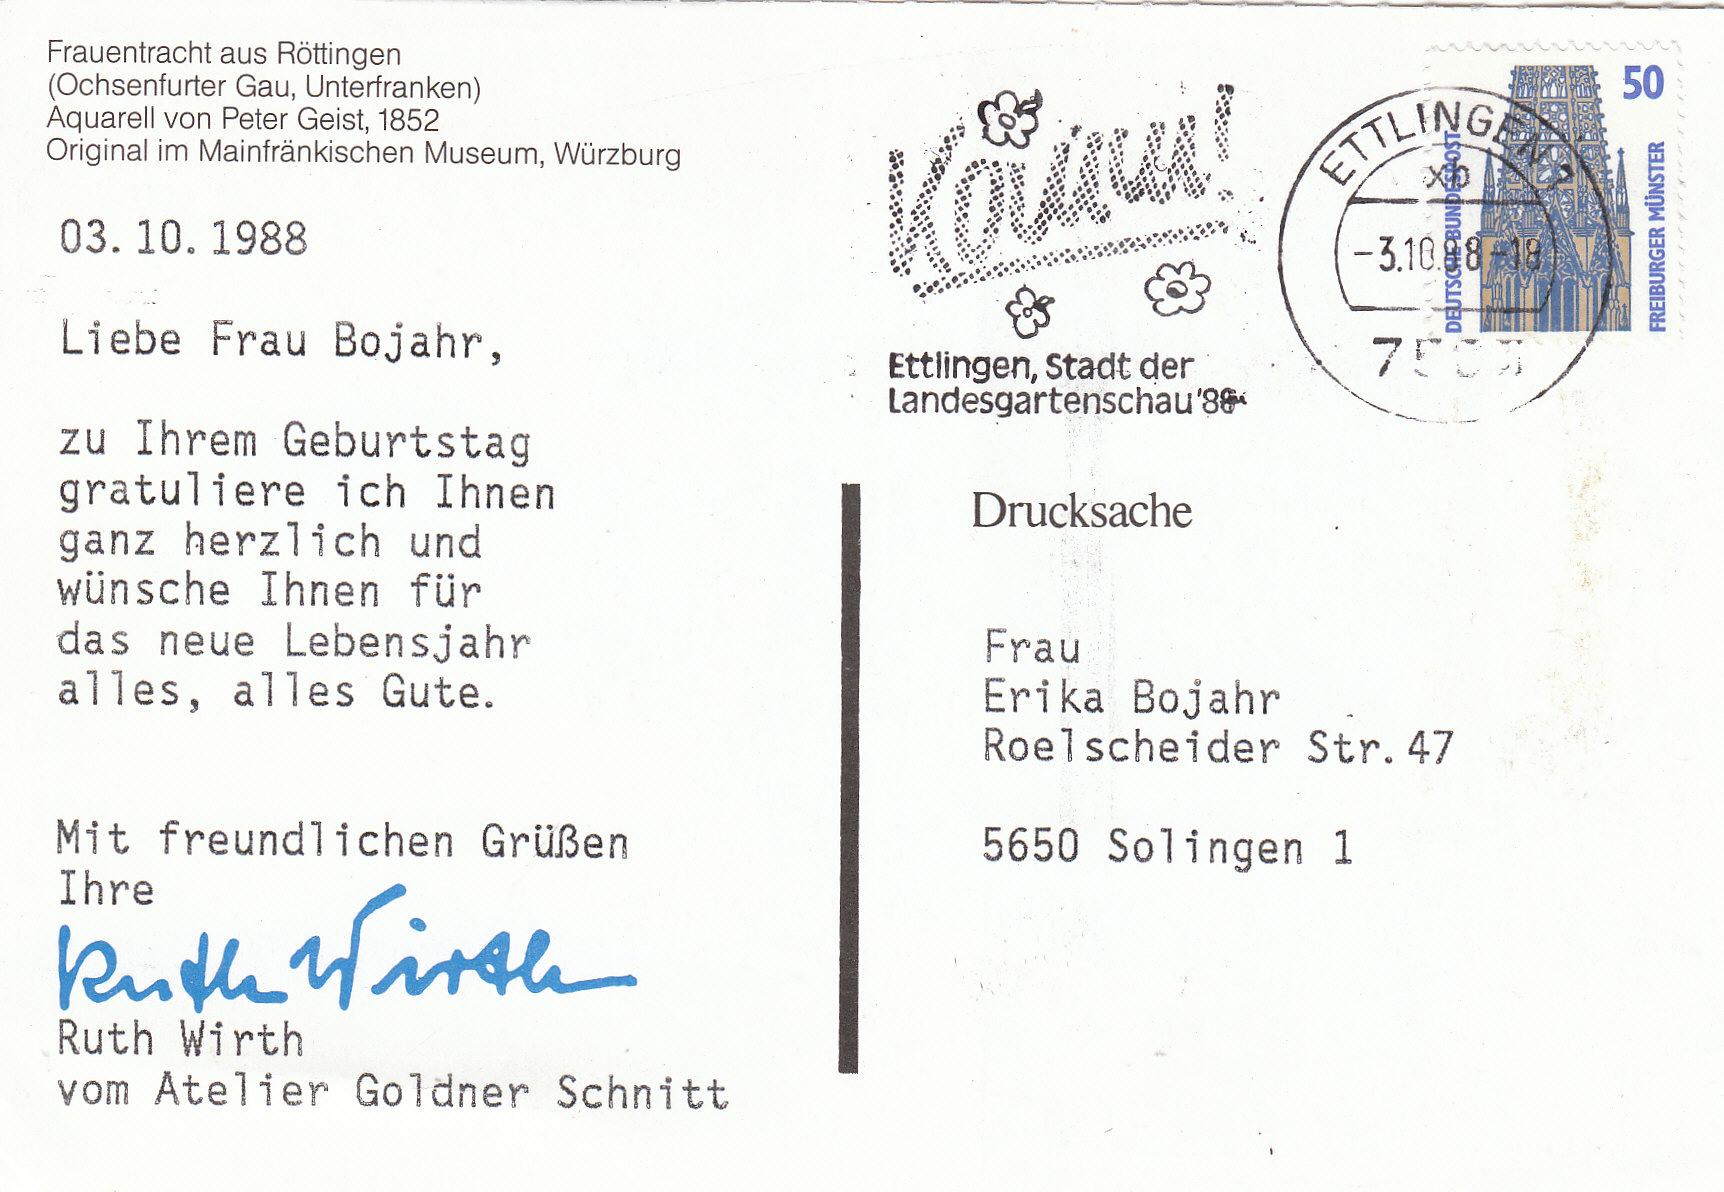 Frauentracht aus Röttingen
(Ochsenfurter Gau, Unterfranken)
Aquarell von Peter Geist, 1852
Original im Mainfränkischen Museum, Würzburg
03.10.1988
Liebe Frau Bojahr,
zu Ihrem Geburtstag
gratuliere ich Ihnen
ganz herzlich und
wünsche Ihnen für
das neue Lebensjahr
alles, alles Gute.
Mit freundlichen Grüßen
Ihre
Ruth Wirth
Ruth Wirth
vom Atelier Goldner Schnitt
Ettlingen, Stadt der
Landesgartenschau '88
ETTLINGEN 1
xb
-3.10.88-18
50
DEUTSCHE BUNDESPOST
FREIBURGER MÜNSTER
Drucksache
Frau
Erika Bojahr
Roelscheider Str.47
5650 Solingen 1